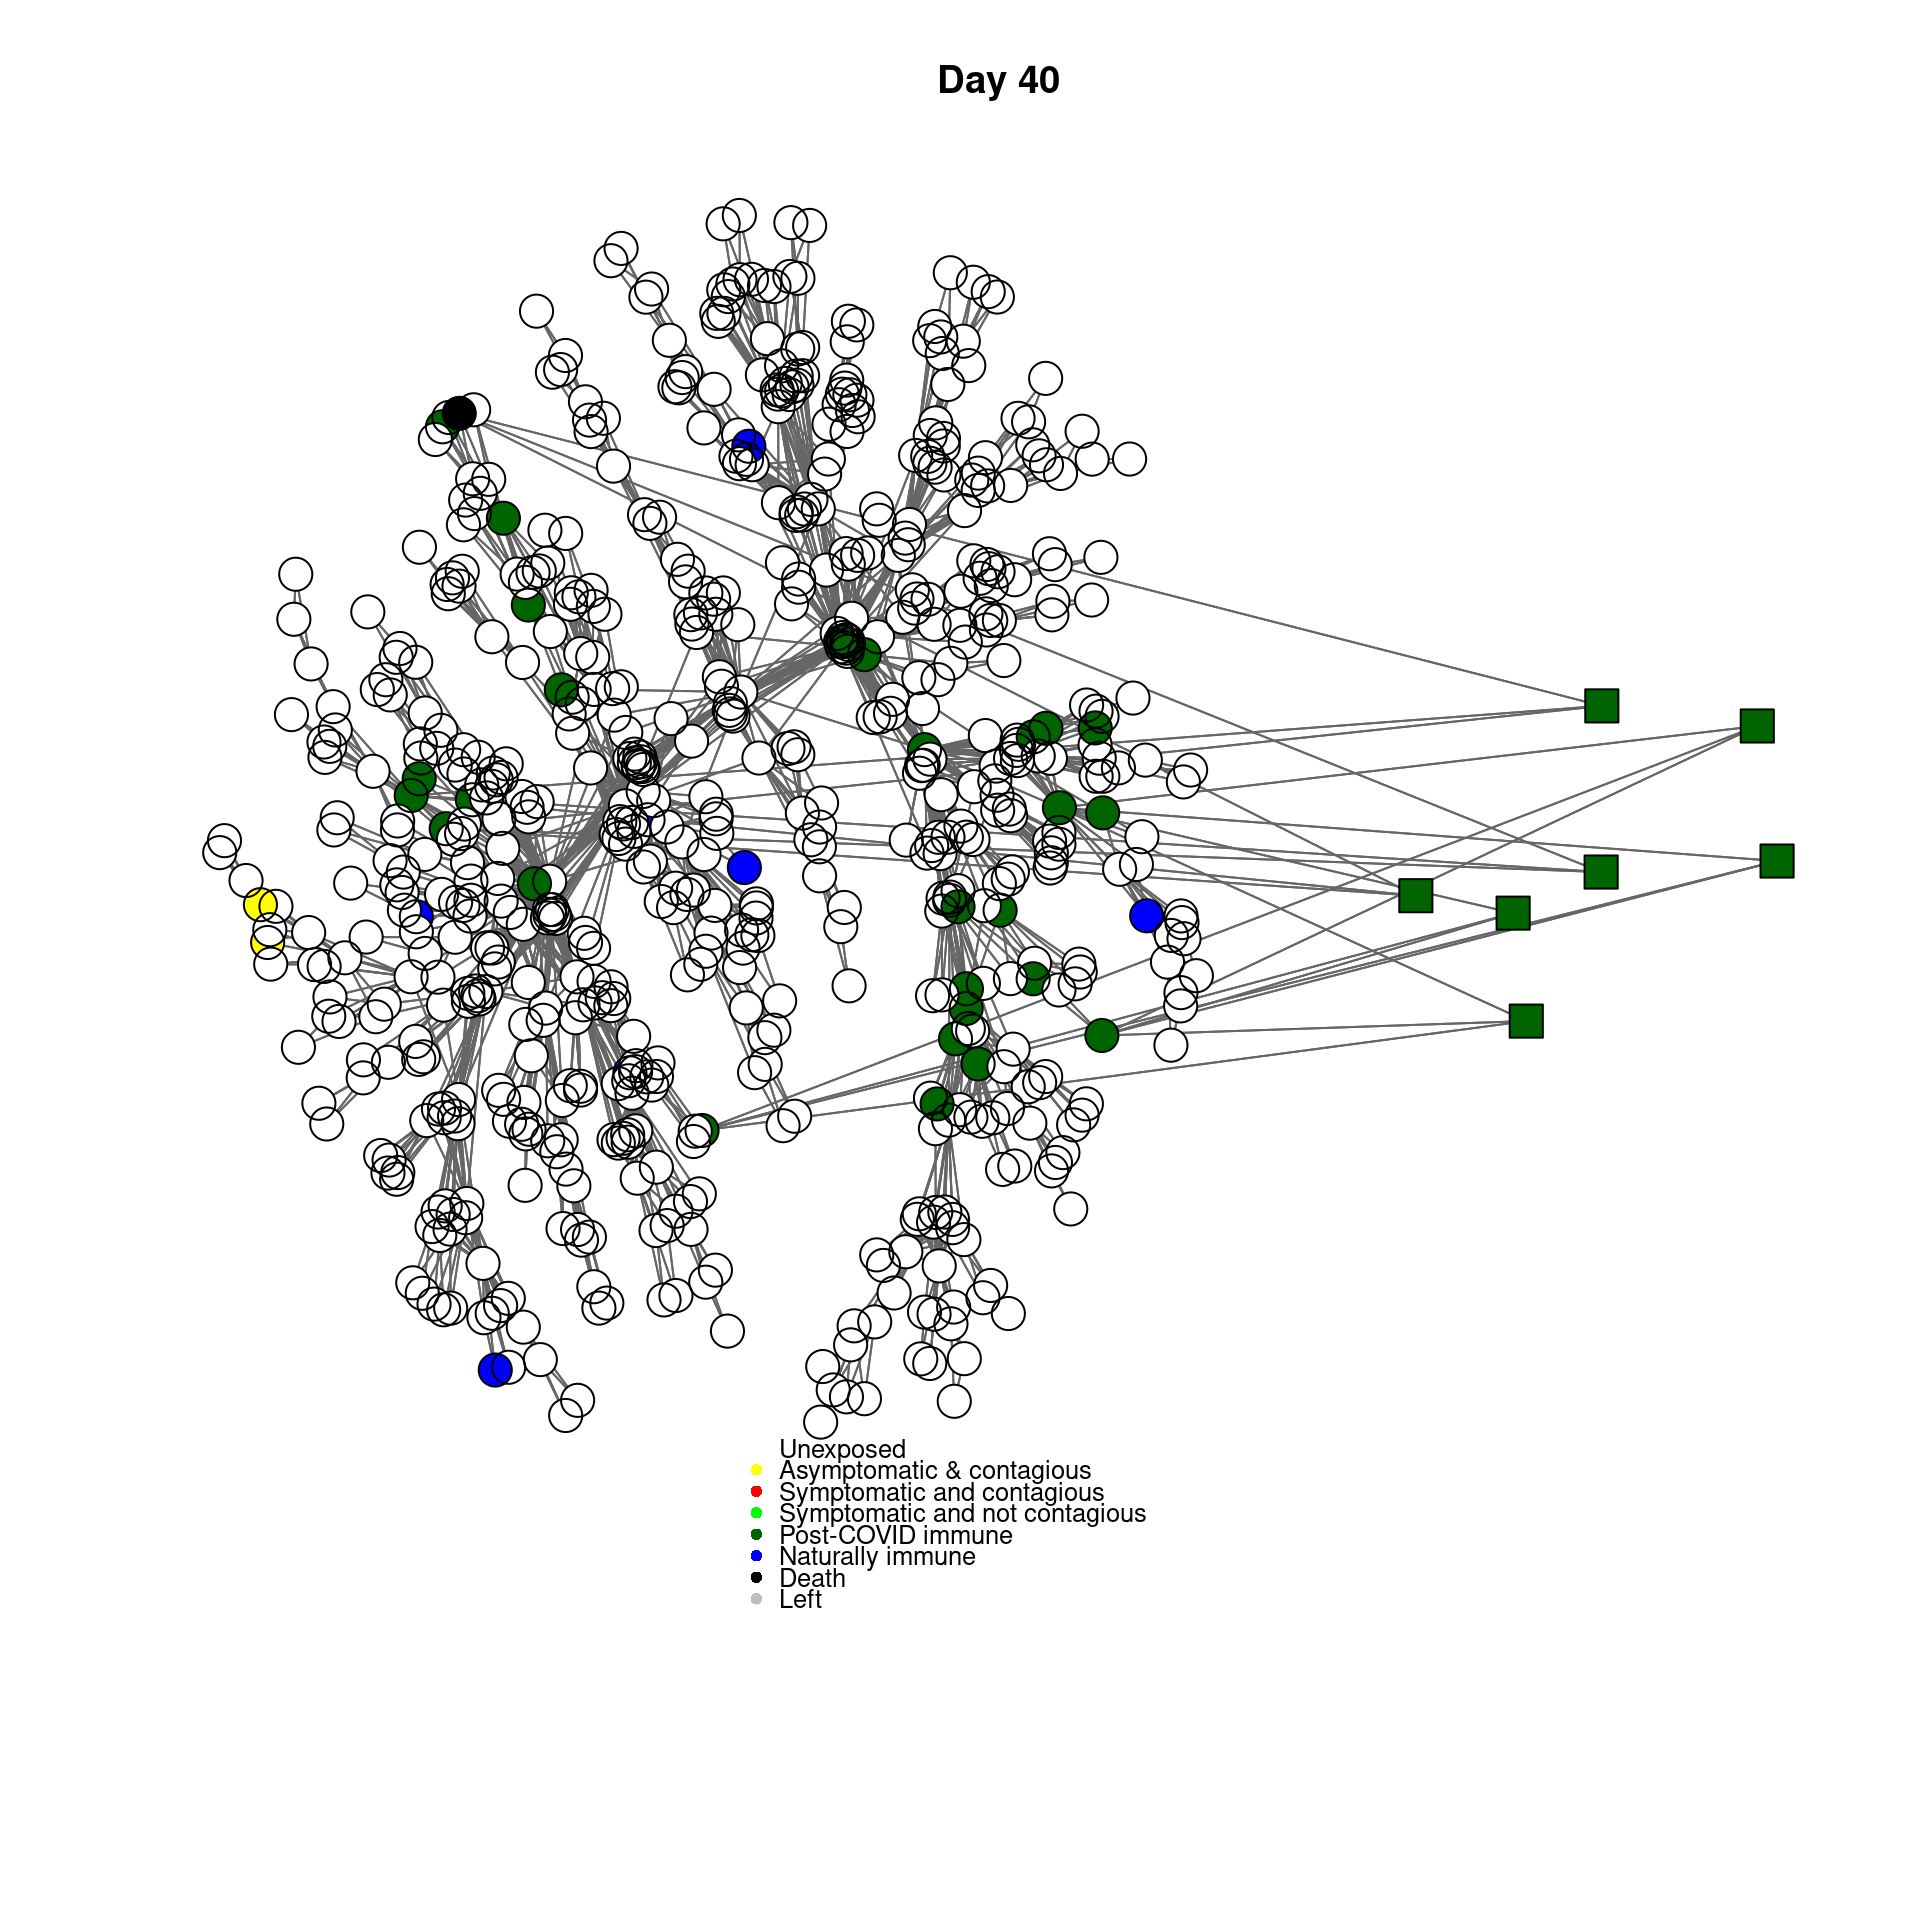 Day 40
Unexposed
Asymptomatic & contagious
Symptomatic and contagious
Symptomatic and not contagious
Post-COVID immune
Naturally immune
Death
Left